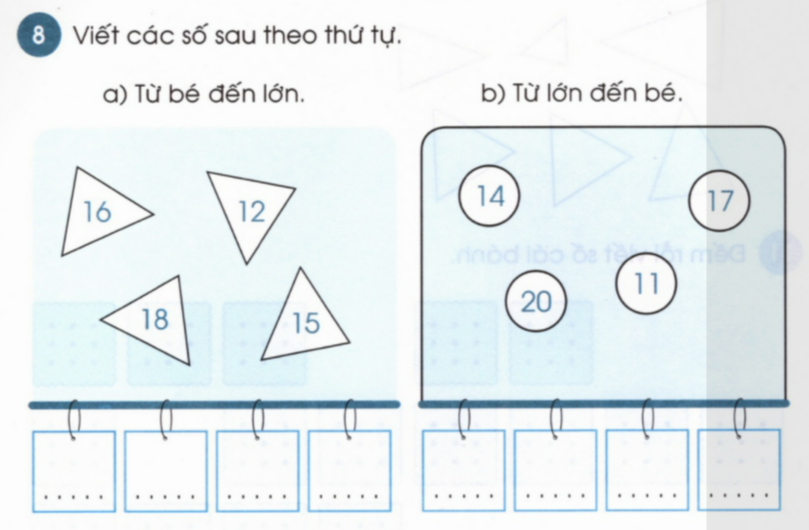 8 Viết các số sau theo thứ tự.
a) Từ bé đến lớn.
16 12
18 15
..... ..... ..... .....
b) Từ lớn đến bé.
14 17
20 11
..... ..... ..... .....